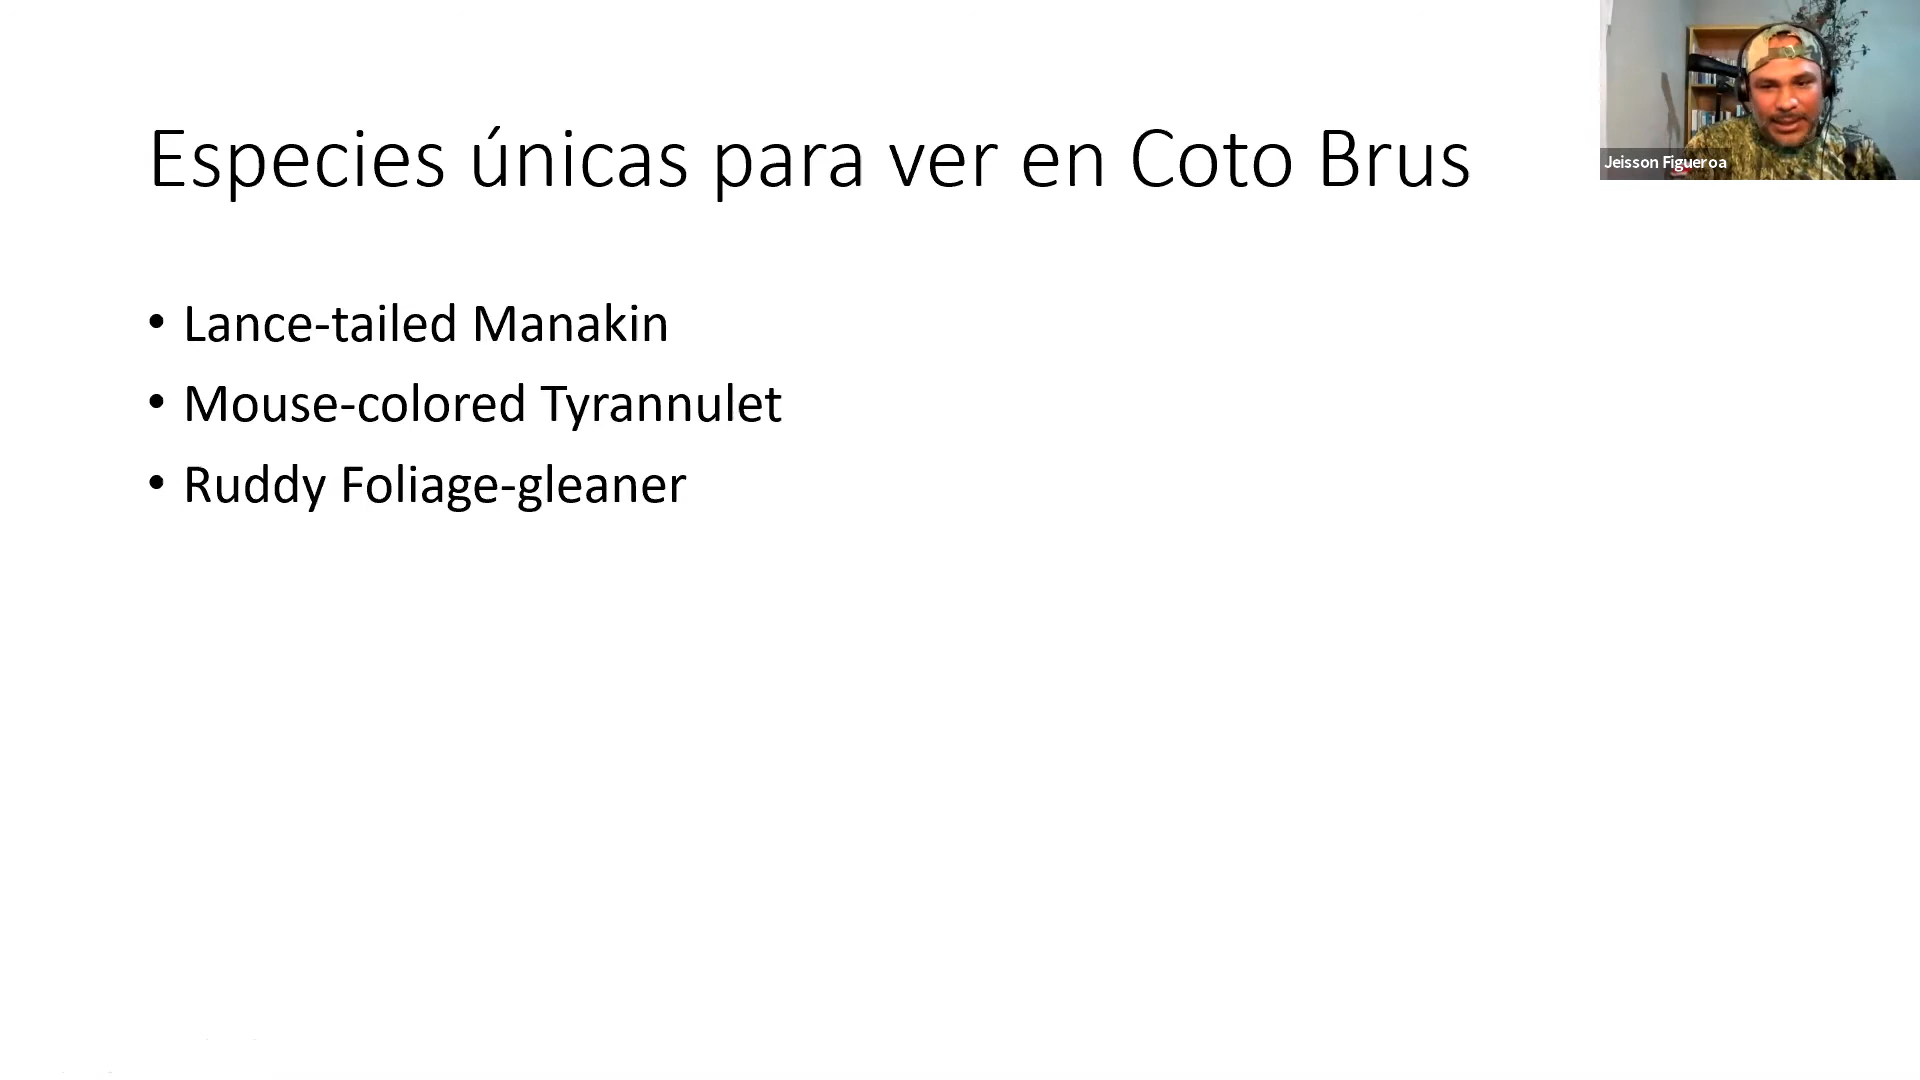 Especies únicas para ver en Coto Brus
Jeisson Figueroa
• Lance-tailed Manakin
• Mouse-colored Tyrannulet
• Ruddy Foliage-gleaner